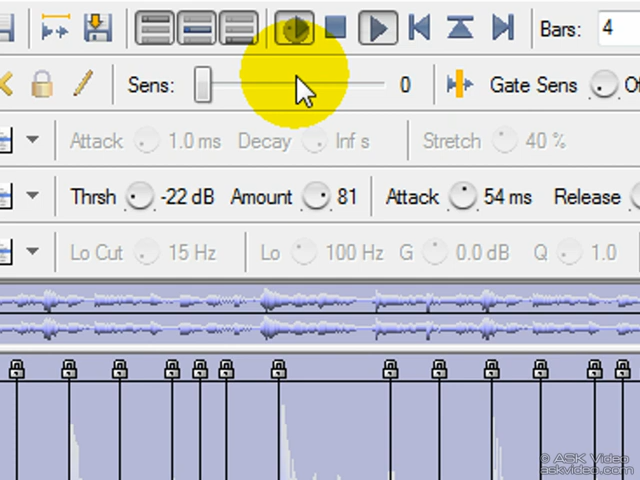 Bars: 4
Sens: 0 Gate Sens
Attack 1.0 ms Decay Inf s Stretch 40 %
Thrsh -22 dB Amount 81 Attack 54 ms Release
Lo Cut 15 Hz Lo 100 Hz G 0.0 dB Q 1.0
© ASK Video
askvideo.com